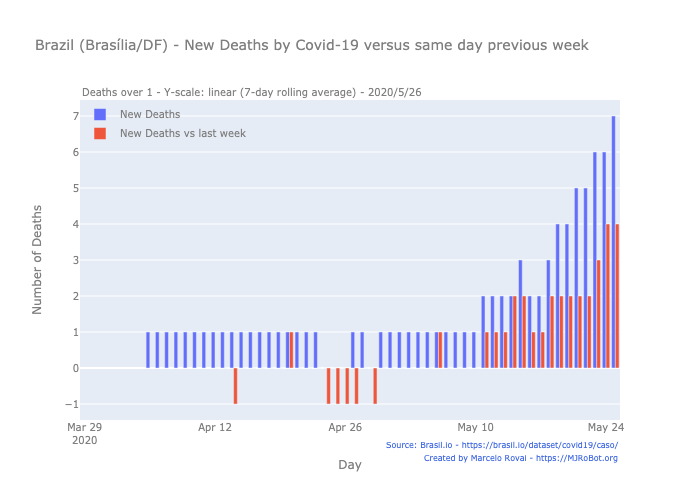 Brazil (Brasília/DF) - New Deaths by Covid-19 versus same day previous week
Deaths over 1 - Y-scale: linear (7-day rolling average) - 2020/5/26
New Deaths
New Deaths vs last week
7
6
5
4
3
2
1
0
−1
Number of Deaths
Mar 29
2020
Apr 12
Apr 26
May 10
May 24
Day
Source: Brasil.io - https://brasil.io/dataset/covid19/caso/
Created by Marcelo Rovai - https://MJRoBot.org